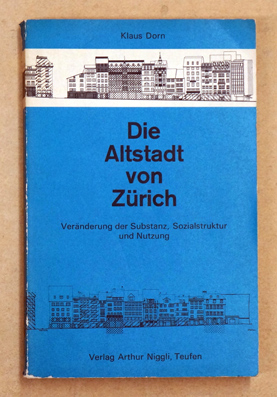 Klaus Dorn
Die
Altstadt
von
Zürich
Veränderung der Substanz, Sozialstruktur
und Nutzung
Verlag Arthur Niggli, Teufen